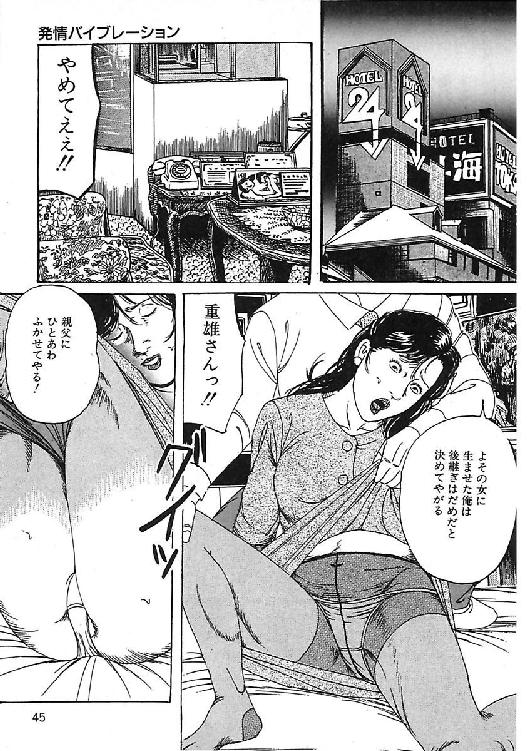 発情バイブレーション
HOTEL
24
HOTEL
24
HOTEL
海
HOTEL
やめてえぇ!!
よその女に
生ませた俺は
後継ぎはだめだと
決めてやがる
重雄さんっ!!
親父に
ひとあわ
ふかせてやる!
45